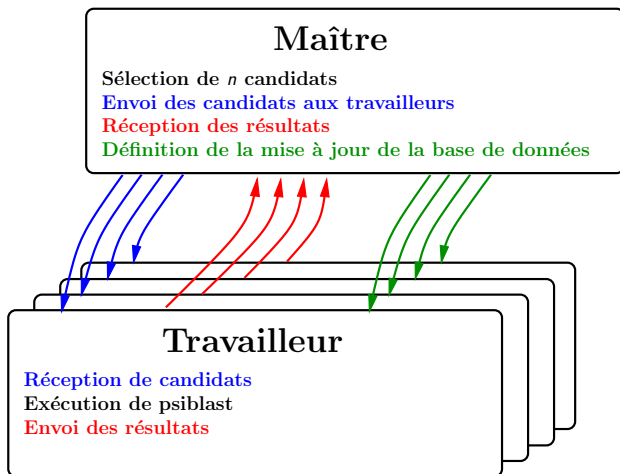 Maître
Sélection de n candidats
Envoi des candidats aux travailleurs
Réception des résultats
Définition de la mise à jour de la base de données
Travailleur
Réception de candidats
Exécution de psiblast
Envoi des résultats